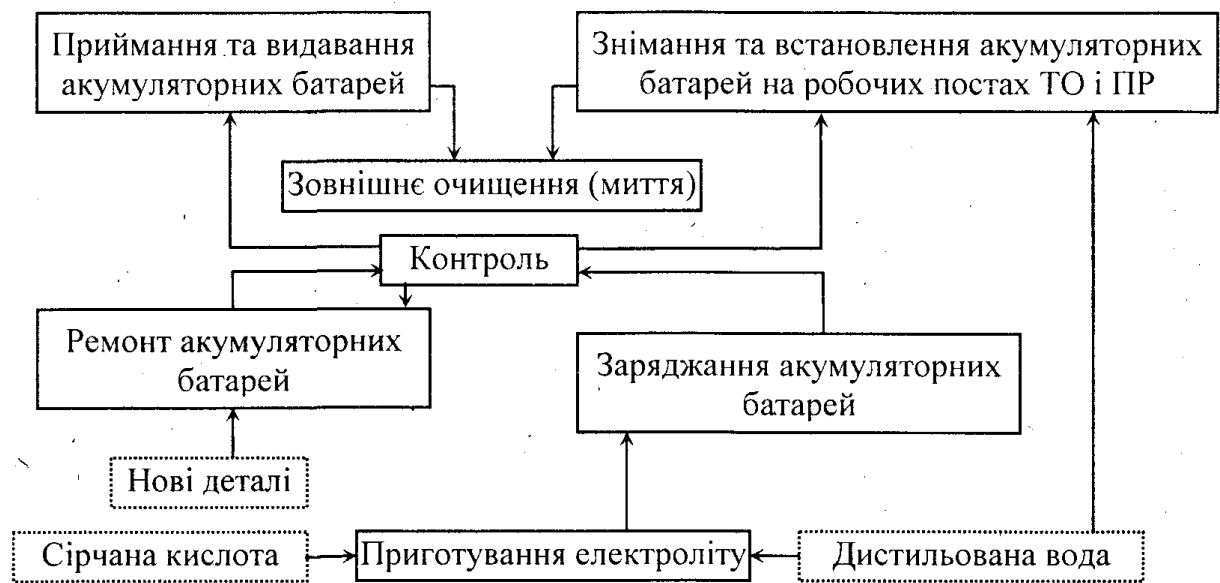 Приймання та видавання
акумуляторних батарей
Знімання та встановлення акумуляторних
батарей на робочих постах ТО і ПР
Зовнішнє очищення (миття)
Контроль
Ремонт акумуляторних
батарей
Заряджання акумуляторних
батарей
Нові деталі
Сірчана кислота
Приготування електроліту
Дистильована вода